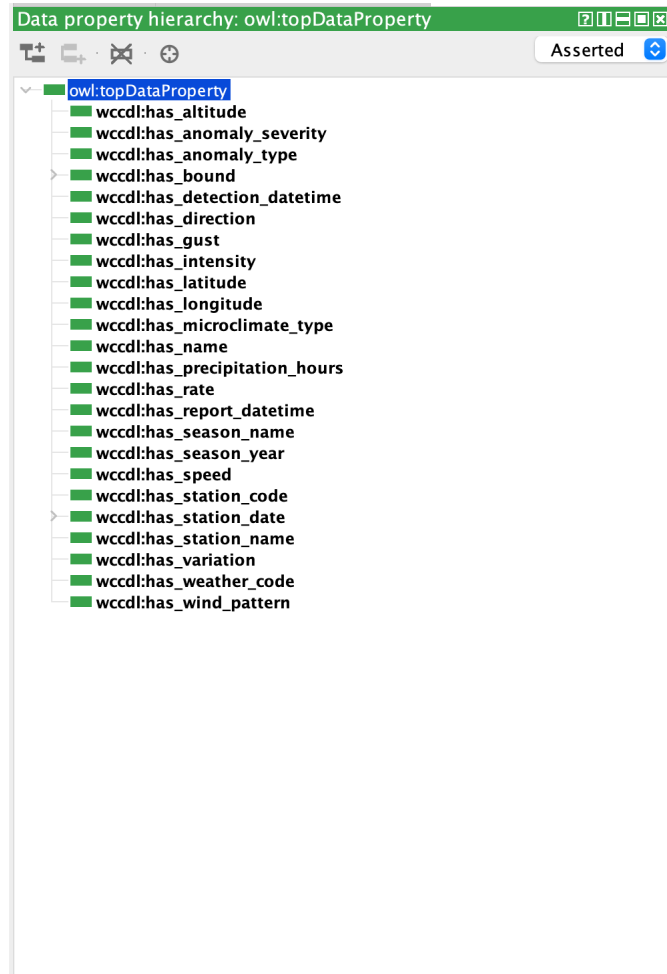 Data property hierarchy: owl:topDataProperty
Asserted
owl:topDataProperty
wccdl:has_altitude
wccdl:has_anomaly_severity
wccdl:has_anomaly_type
wccdl:has_bound
wccdl:has_detection_datetime
wccdl:has_direction
wccdl:has_gust
wccdl:has_intensity
wccdl:has_latitude
wccdl:has_longitude
wccdl:has_microclimate_type
wccdl:has_name
wccdl:has_precipitation_hours
wccdl:has_rate
wccdl:has_report_datetime
wccdl:has_season_name
wccdl:has_season_year
wccdl:has_speed
wccdl:has_station_code
wccdl:has_station_date
wccdl:has_station_name
wccdl:has_variation
wccdl:has_weather_code
wccdl:has_wind_pattern